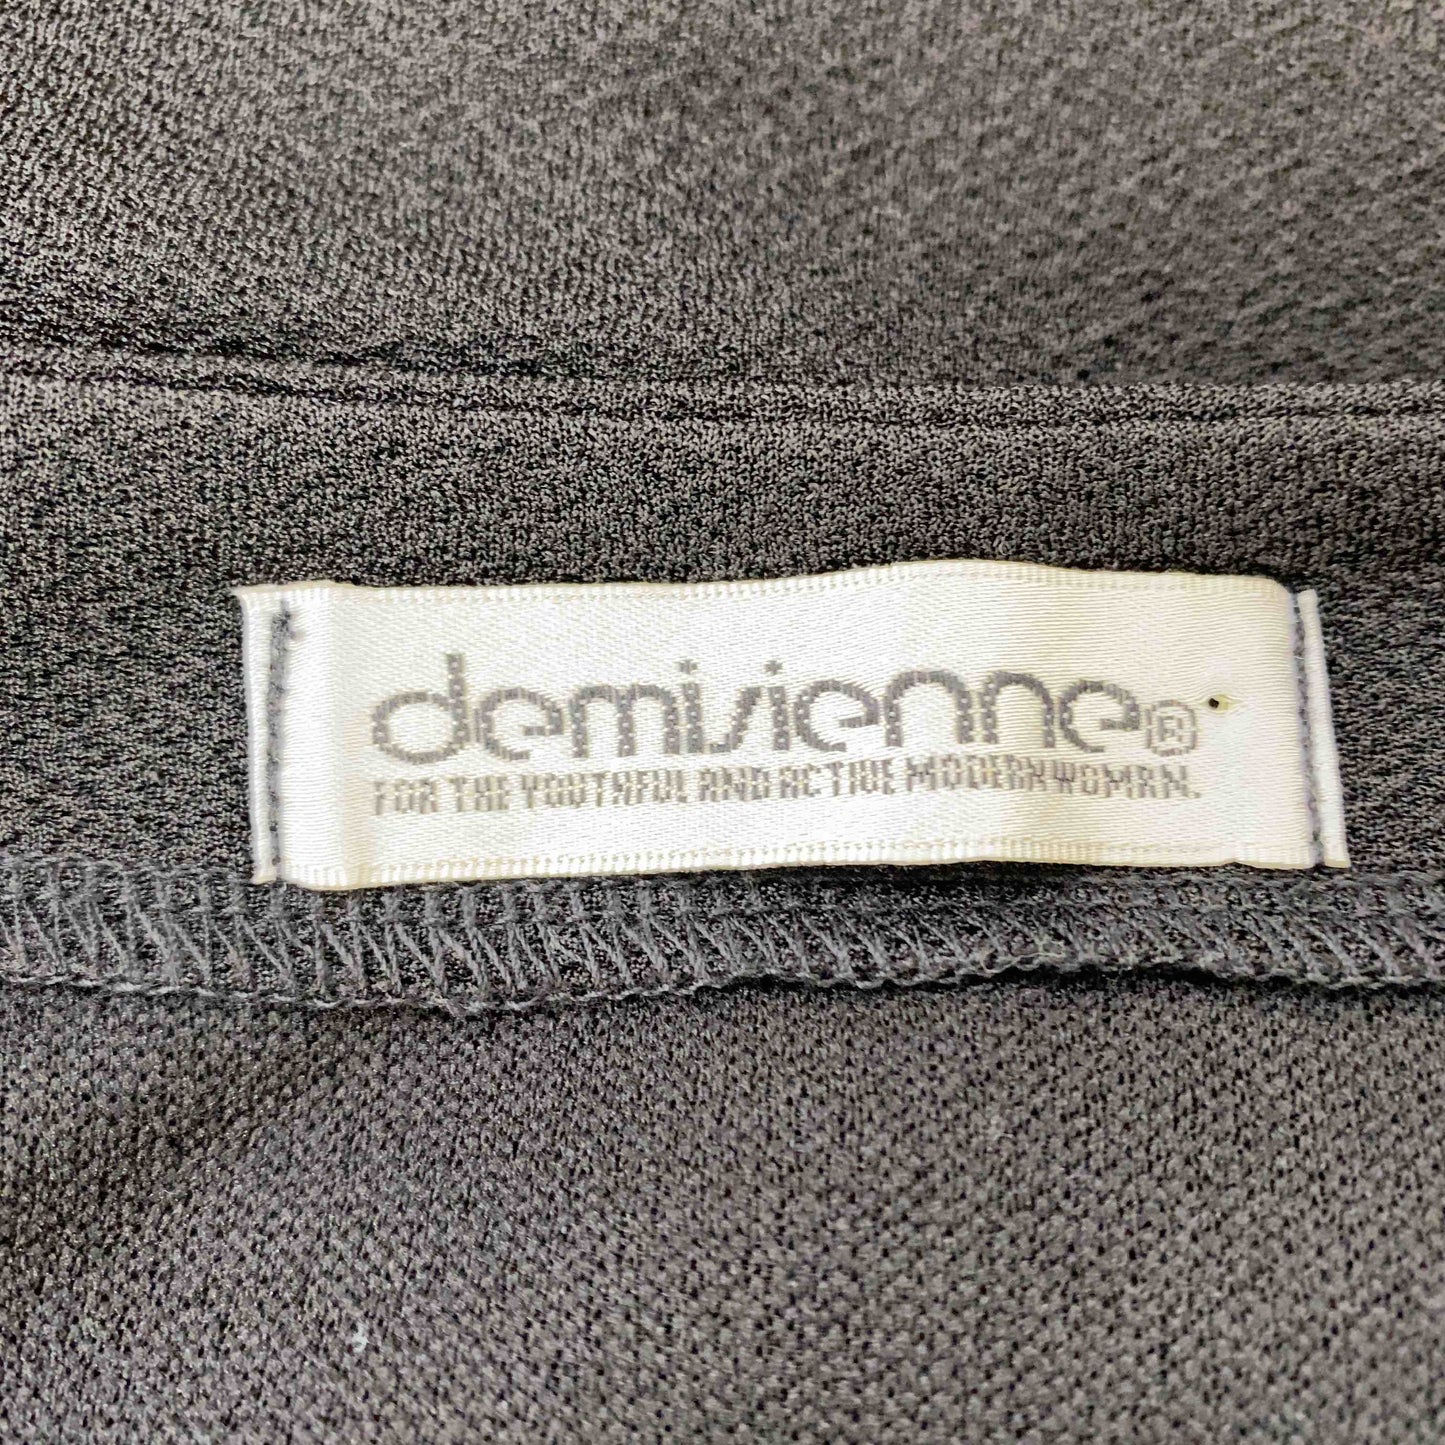 demisienne®
FOR THE YOUTHFUL AND ACTIVE MODERN WOMAN.